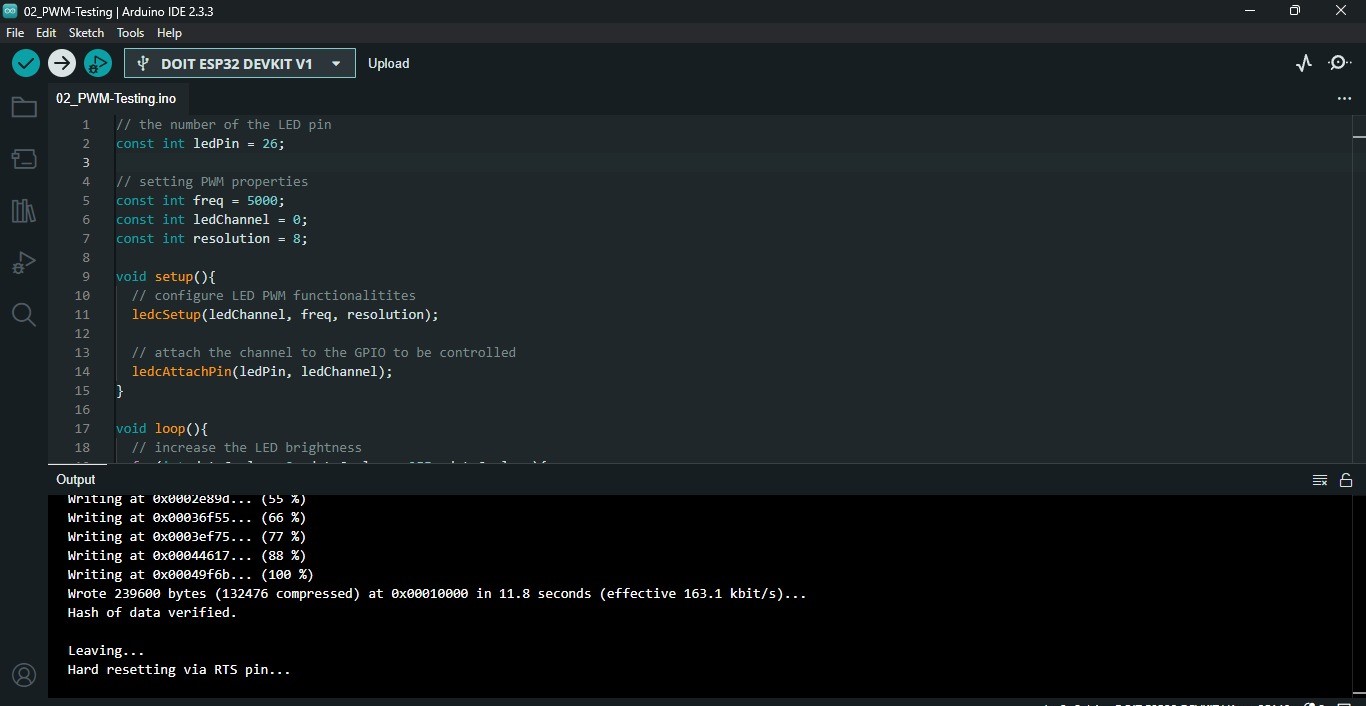 02_PWM-Testing | Arduino IDE 2.3.3
File Edit Sketch Tools Help
DOIT ESP32 DEVKIT V1 Upload
02_PWM-Testing.ino
1 // the number of the LED pin
2 const int ledPin = 26;
3
4 // setting PWM properties
5 const int freq = 5000;
6 const int ledChannel = 0;
7 const int resolution = 8;
8
9 void setup(){
10 // configure LED PWM functionalitites
11 ledcSetup(ledChannel, freq, resolution);
12
13 // attach the channel to the GPIO to be controlled
14 ledcAttachPin(ledPin, ledChannel);
15 }
16
17 void loop(){
18 // increase the LED brightness
Output
Writing at 0x0002e89d... (55 %)
Writing at 0x00036f55... (66 %)
Writing at 0x0003ef75... (77 %)
Writing at 0x00044617... (88 %)
Writing at 0x00049f6b... (100 %)
Wrote 239600 bytes (132476 compressed) at 0x00010000 in 11.8 seconds (effective 163.1 kbit/s)...
Hash of data verified.
Leaving...
Hard resetting via RTS pin...